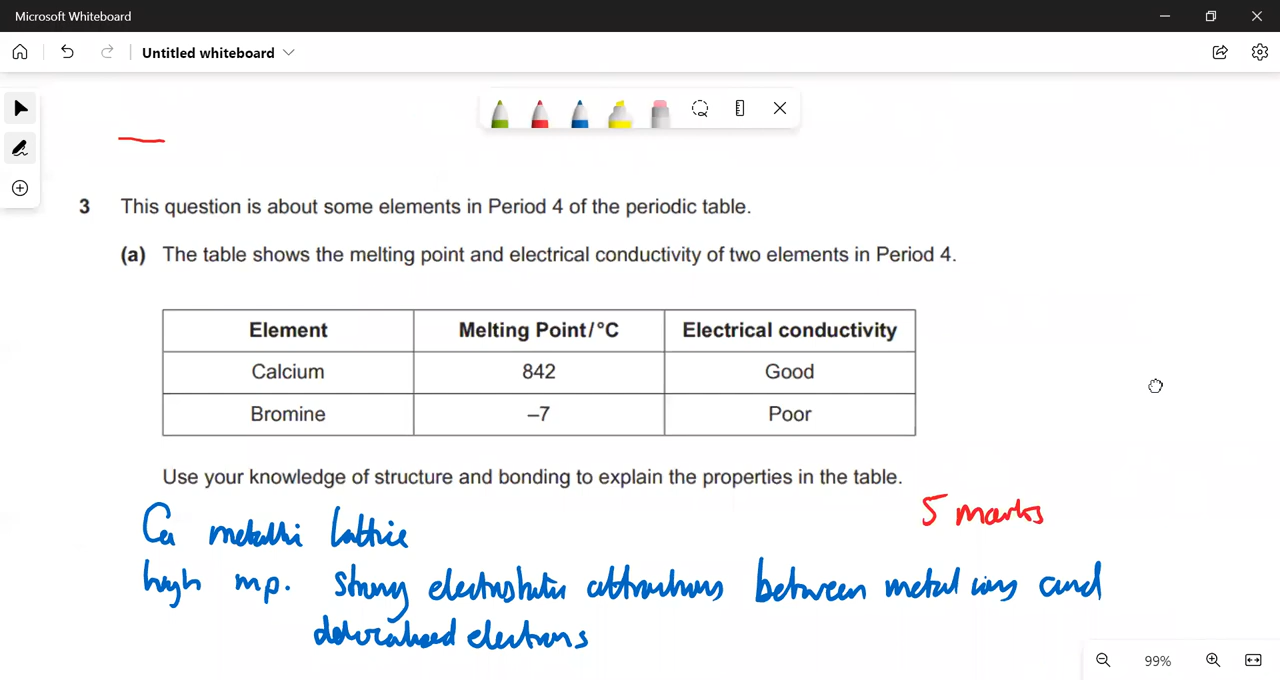 Microsoft Whiteboard
Untitled whiteboard
3 This question is about some elements in Period 4 of the periodic table.
(a) The table shows the melting point and electrical conductivity of two elements in Period 4.
Element Melting Point/°C Electrical conductivity
Calcium 842 Good
Bromine –7 Poor
Use your knowledge of structure and bonding to explain the properties in the table.
5 marks
Ca metallic lattice
high mp. strong electrostatic attractions between metal ions and
delocalised electrons
99%